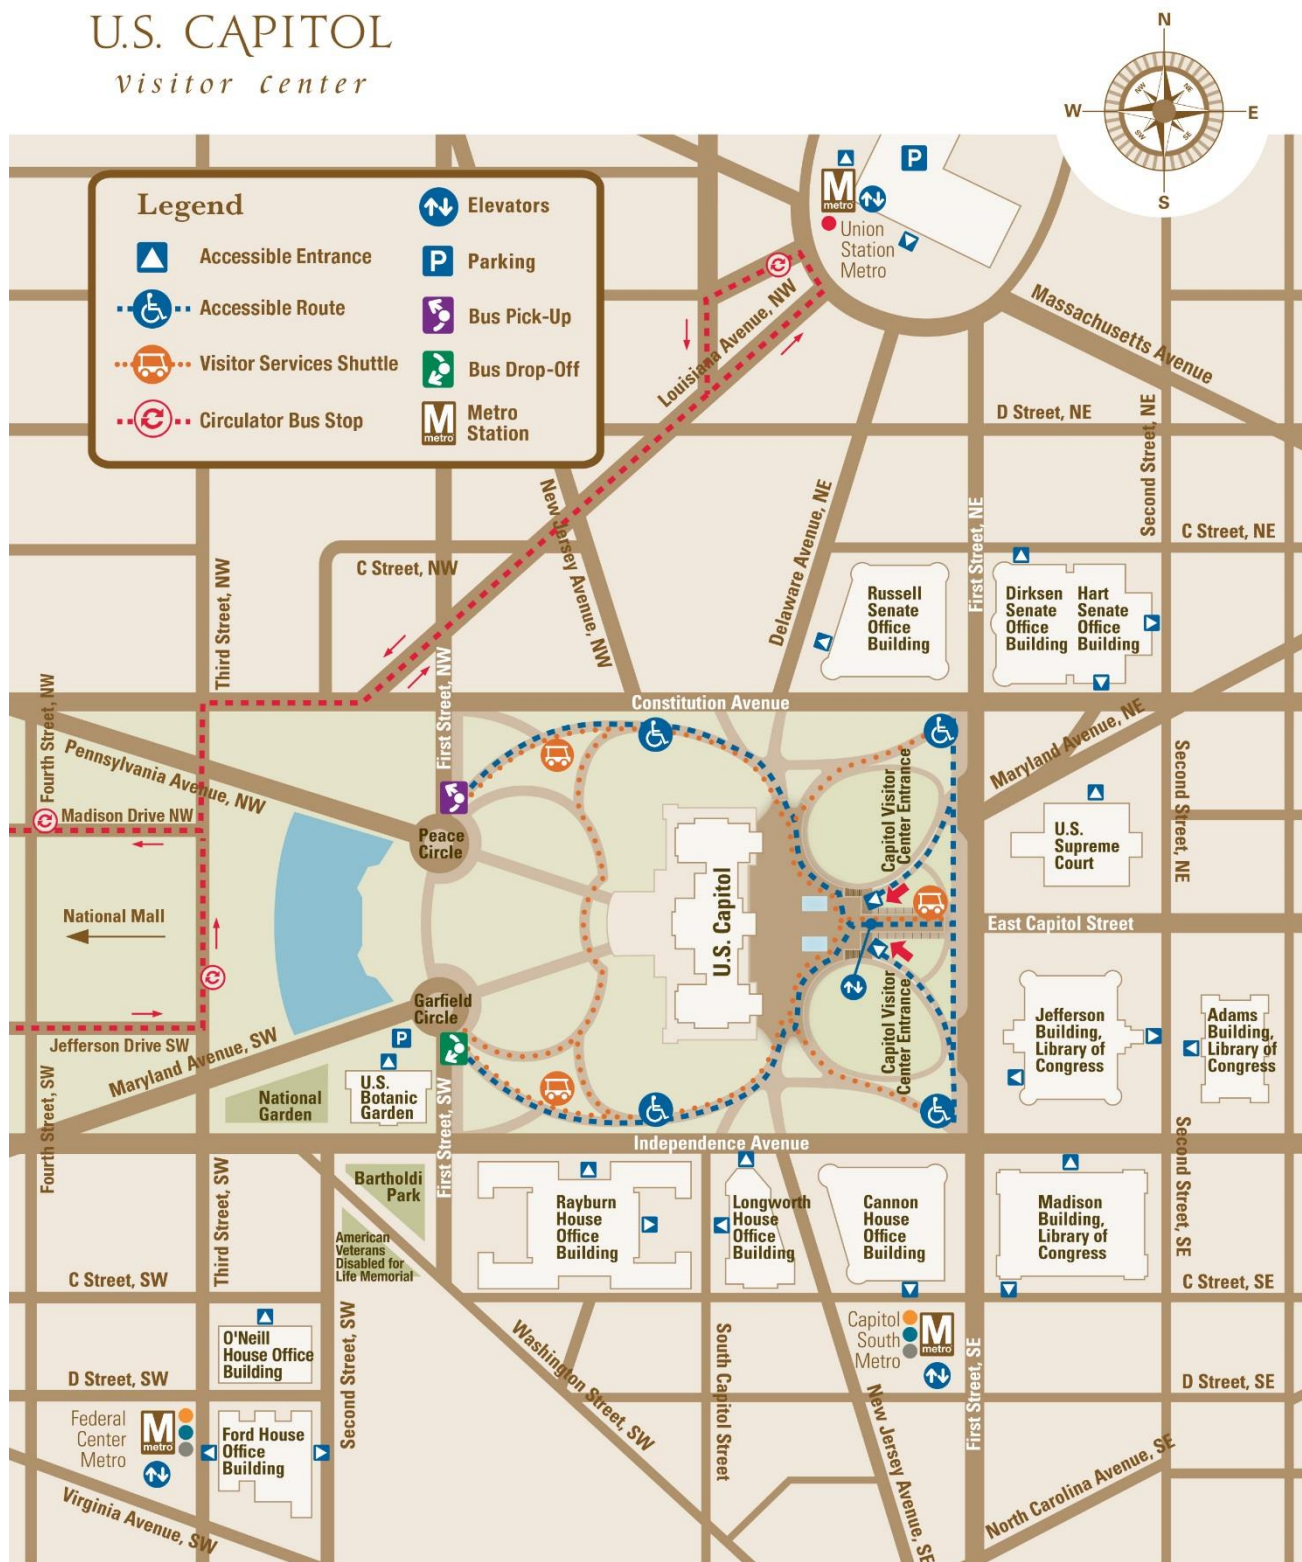 U.S. CAPITOL
Visitor Center
N
NE
E
SE
S
SW
W
NW
Legend
Accessible Entrance
Accessible Route
Visitor Services Shuttle
Circulator Bus Stop
Elevators
P
Parking
Bus Pick-Up
Bus Drop-Off
M
metro
Metro
Station
M
metro
P
Union
Station
Metro
Massachusetts Avenue
Louisiana Avenue, NW
D Street, NE
Second Street, NE
C Street, NE
New Jersey Avenue, NW
Delaware Avenue, NE
First Street, NE
C Street, NW
Third Street, NW
First Street, NW
Russell
Senate
Office
Building
Dirksen
Senate
Office
Building
Hart
Senate
Office
Building
Constitution Avenue
Fourth Street, NW
Pennsylvania Avenue, NW
Madison Drive NW
Maryland Avenue, NE
Second Street, NE
Peace
Circle
Capitol Visitor
Center Entrance
U.S.
Supreme
Court
National Mall
U.S. Capitol
East Capitol Street
Garfield
Circle
Capitol Visitor
Center Entrance
Jefferson
Building,
Library of
Congress
Adams
Building,
Library of
Congress
Jefferson Drive SW
Maryland Avenue, SW
P
National
Garden
U.S.
Botanic
Garden
Fourth Street, SW
First Street, SW
Independence Avenue
Second Street, SE
Third Street, SW
Bartholdi
Park
American
Veterans
Disabled for
Life Memorial
Rayburn
House
Office
Building
Longworth
House
Office
Building
Cannon
House
Office
Building
Madison
Building,
Library of
Congress
C Street, SW
C Street, SE
O'Neill
House Office
Building
Second Street, SW
Washington Street, SW
South Capitol Street
Capitol
South
Metro
M
metro
First Street, SE
D Street, SW
D Street, SE
Federal
Center
Metro
M
metro
Ford House
Office
Building
New Jersey Avenue, SE
North Carolina Avenue, SE
Virginia Avenue, SW